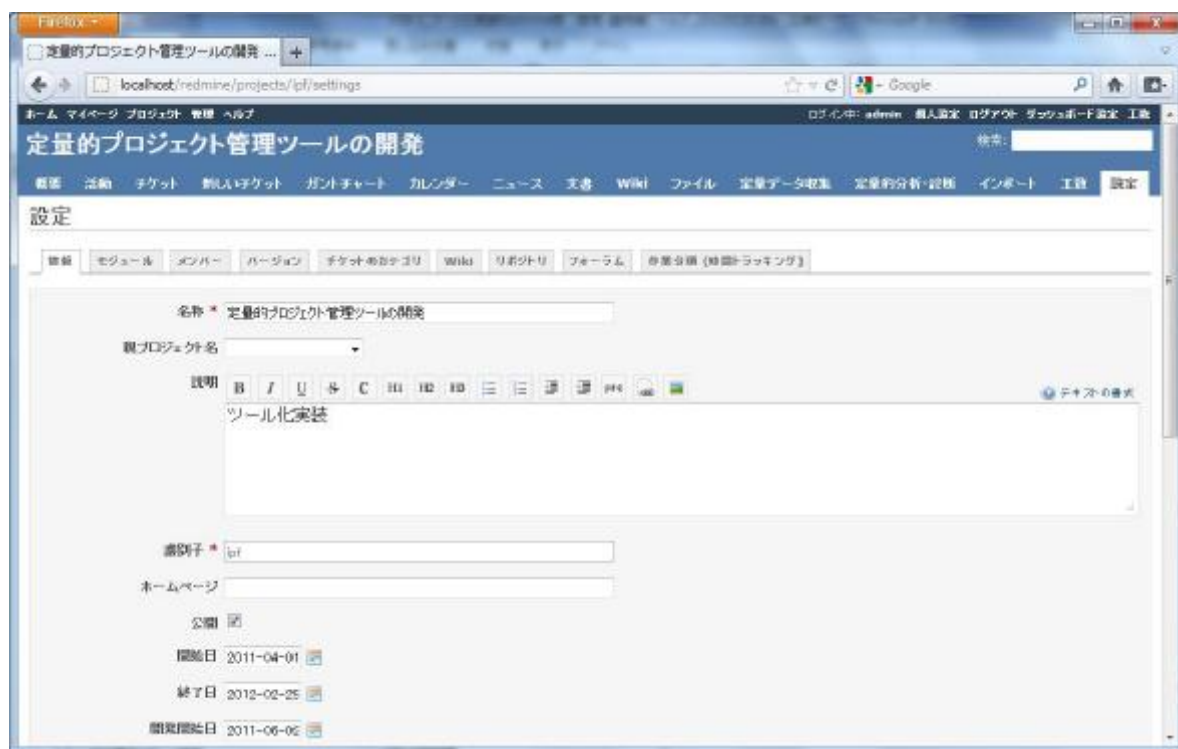 Firefox
定量的プロジェクト管理ツールの開発 ... +
localhost/redmine/projects/ipf/settings
Google
ホーム マイページ プロジェクト 管理 ヘルプ
ログイン中: admin 個人設定 ログアウト ダッシュボード設定 工数
定量的プロジェクト管理ツールの開発
検索:
概要 活動 チケット 新しいチケット ガントチャート カレンダー ニュース 文書 Wiki ファイル 定量データ収集 定量的分析・診断 インポート 工数 設定
設定
情報 モジュール メンバー バージョン チケットのカテゴリ Wiki リポジトリ フォーラム 作業分類 (時間トラッキング)
名称 * 定量的プロジェクト管理ツールの開発
親プロジェクト名
説明 B I U S C H1 H2 H3 pre
テキストの書式
ツール化実装
識別子 * ipf
ホームページ
公開
開始日 2011-04-01
終了日 2012-02-25
開発開始日 2011-06-06